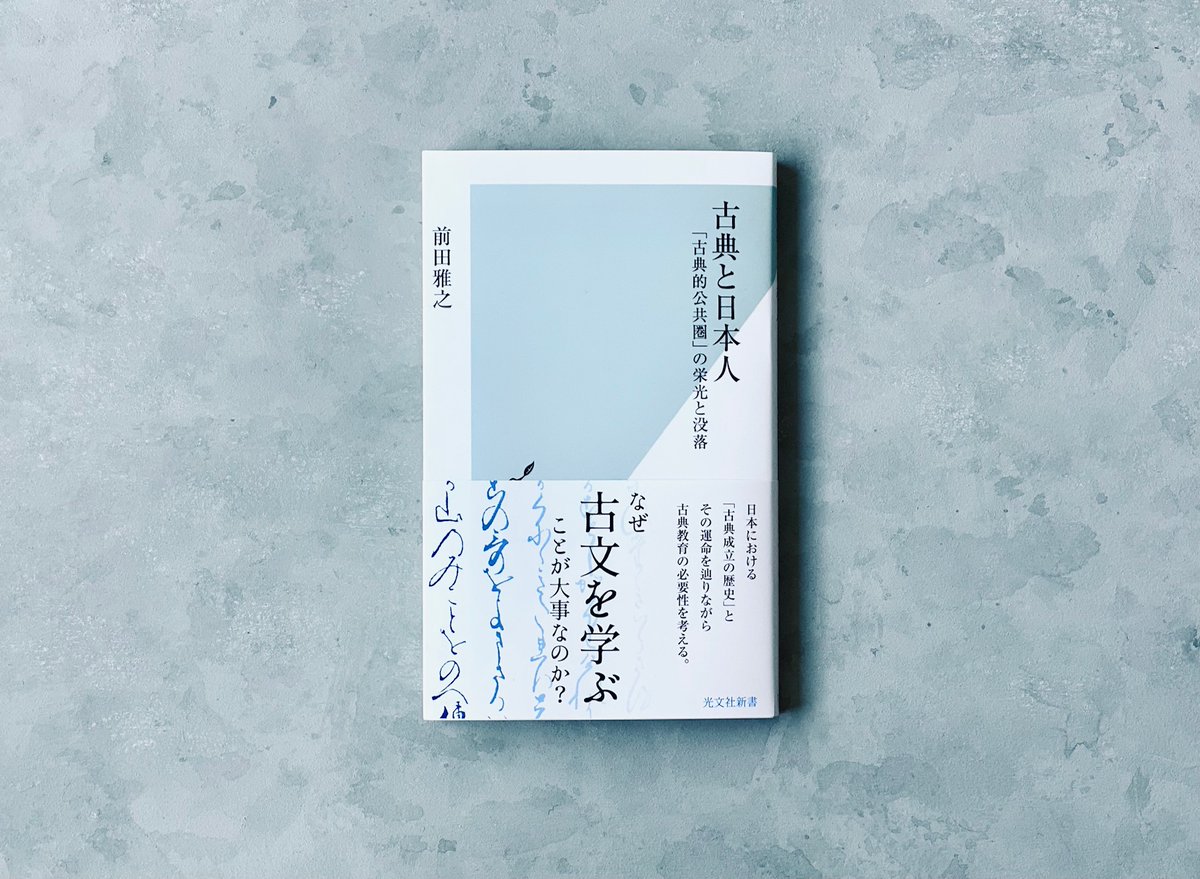 古典と日本人
「古典的公共圏」の栄光と没落
前田雅之
日本における
「古典成立の歴史」と
その運命を辿りながら
古典教育の必要性を考える。
なぜ
古文を学ぶ
ことが大事なのか?
光文社新書